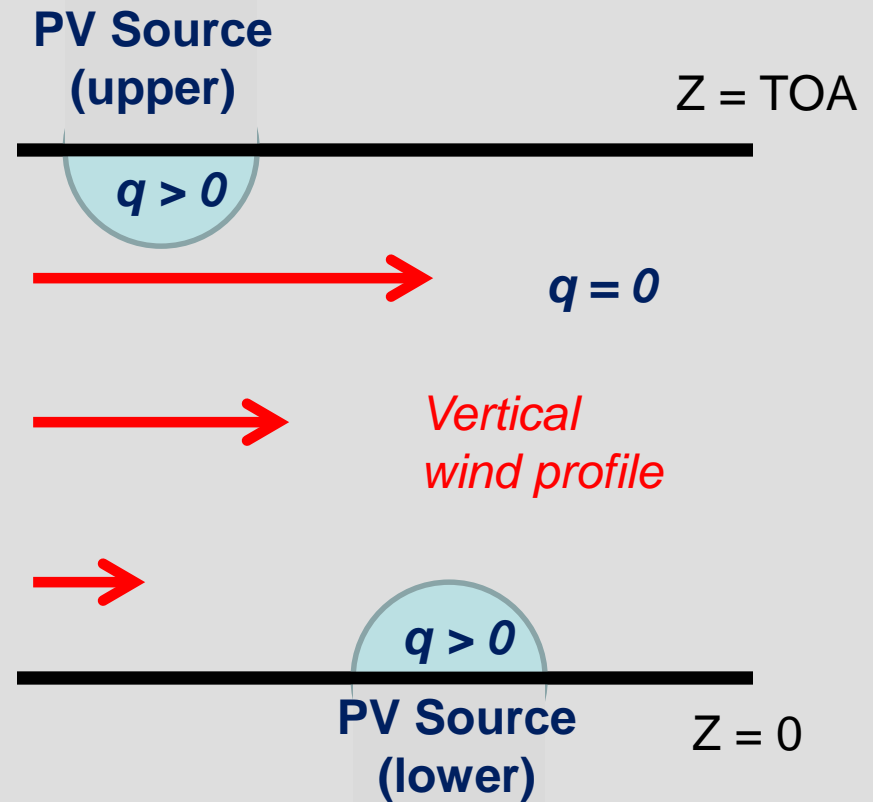 PV Source
(upper)
Z = TOA
q > 0
q = 0
Vertical
wind profile
q > 0
PV Source
(lower)
Z = 0